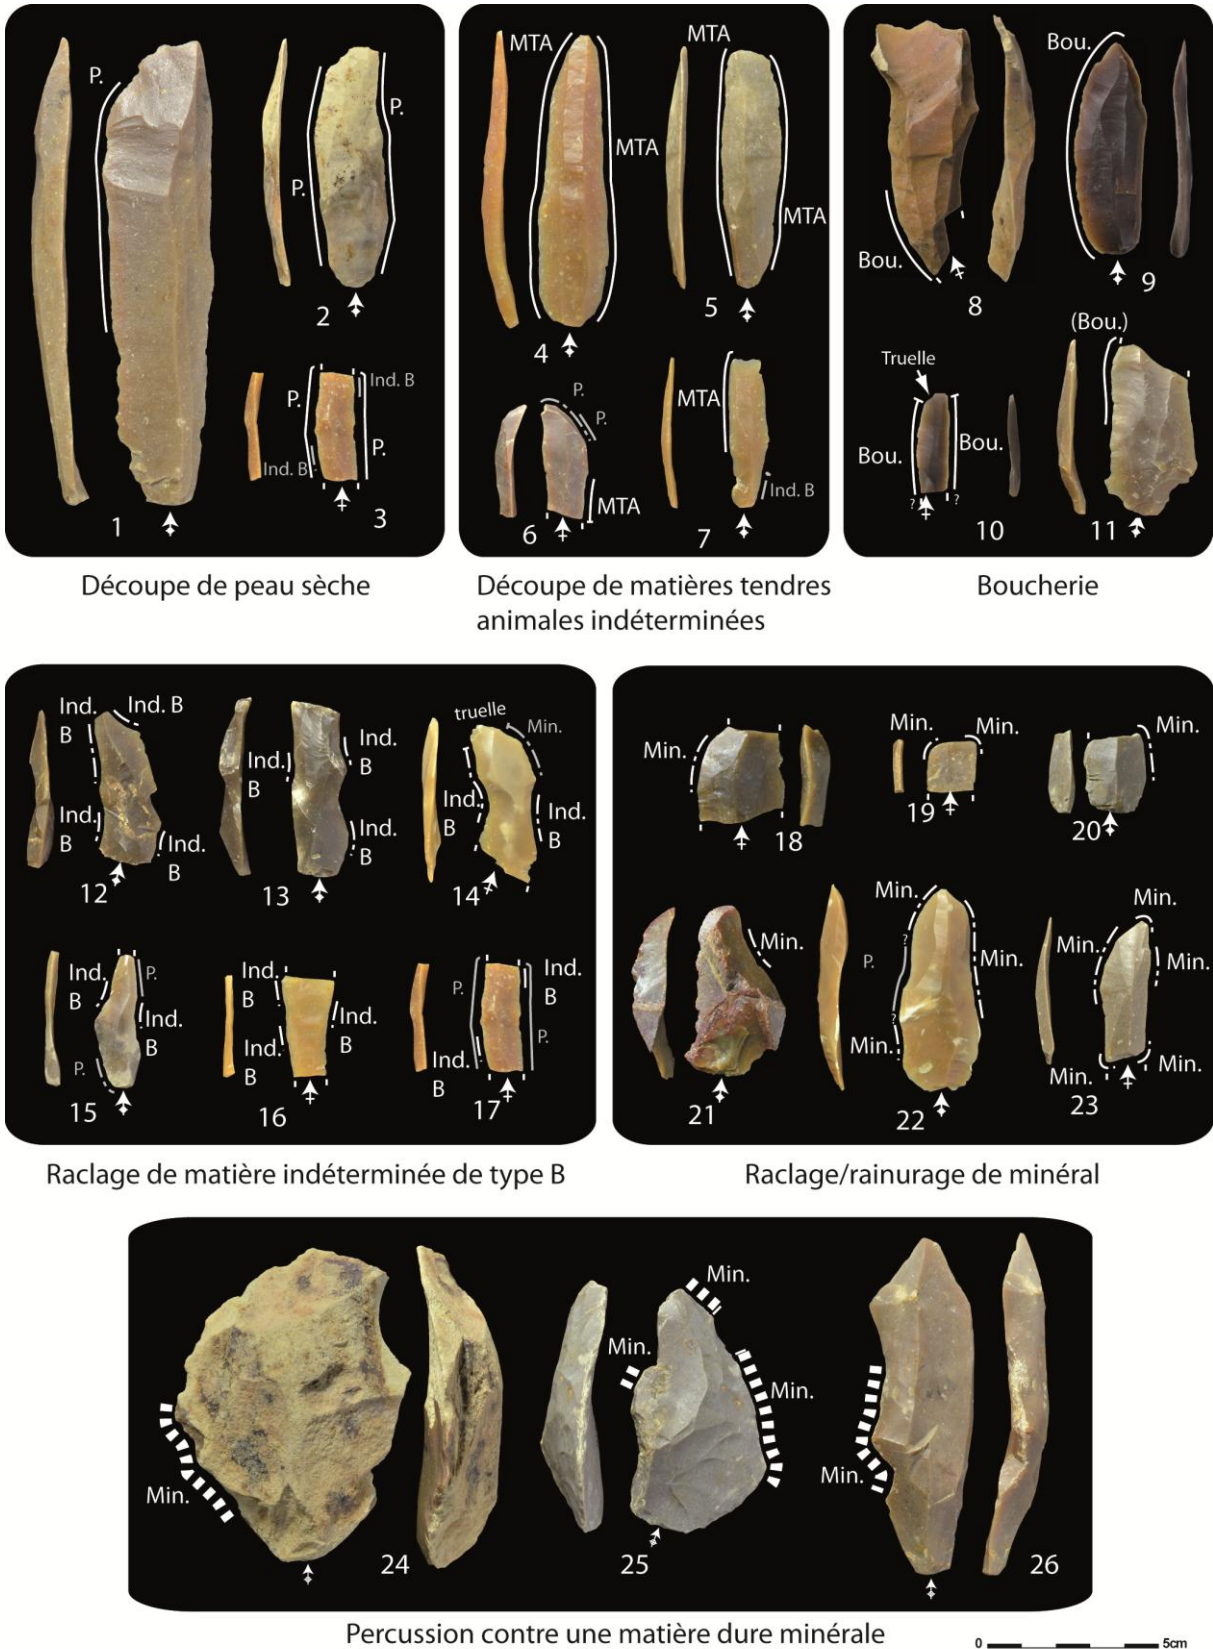 P.
P.
P.
1
2
P.
Ind. B
Ind. B
P.
3
Découpe de peau sèche
MTA
MTA
MTA
MTA
4
5
P.
P.
MTA
MTA
Ind. B
6
7
Découpe de matières tendres
animales indéterminées
Bou.
Bou.
8
9
(Bou.)
Truelle
Bou.
Bou.
?
?
10
11
Boucherie
Ind.
B
Ind. B
Ind.
B
Ind.
B
12
Ind.
B
Ind.
B
Ind.
B
13
truelle
Min.
Ind.
B
Ind.
B
14
Ind.
B
P.
Ind.
B
P.
15
Ind.
B
Ind.
B
Ind.
B
16
P.
Ind.
B
Ind.
B
P.
17
Raclage de matière indéterminée de type B
Min.
18
Min.
Min.
19
Min.
20
Min.
21
Min.
P.
?
?
Min.
Min.
22
Min.
Min.
Min.
Min.
Min.
23
Raclage/rainurage de minéral
Min.
24
Min.
Min.
Min.
25
Min.
26
Percussion contre une matière dure minérale
0
5cm